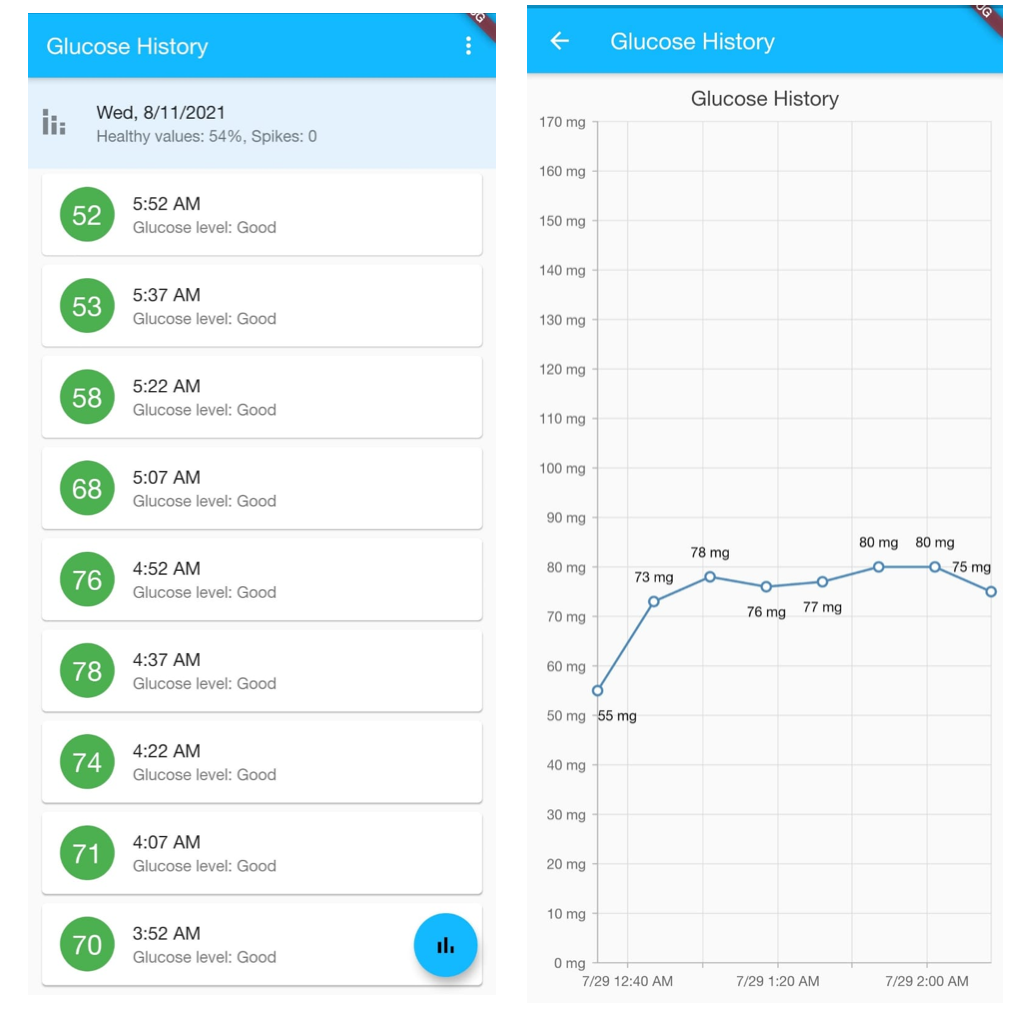 Glucose History
Wed, 8/11/2021
Healthy values: 54%, Spikes: 0
52
5:52 AM
Glucose level: Good
53
5:37 AM
Glucose level: Good
58
5:22 AM
Glucose level: Good
68
5:07 AM
Glucose level: Good
76
4:52 AM
Glucose level: Good
78
4:37 AM
Glucose level: Good
74
4:22 AM
Glucose level: Good
71
4:07 AM
Glucose level: Good
70
3:52 AM
Glucose level: Good
Glucose History
Glucose History
170 mg
160 mg
150 mg
140 mg
130 mg
120 mg
110 mg
100 mg
90 mg
80 mg
70 mg
60 mg
50 mg
40 mg
30 mg
20 mg
10 mg
0 mg
55 mg
73 mg
78 mg
76 mg
77 mg
80 mg
80 mg
75 mg
7/29 12:40 AM
7/29 1:20 AM
7/29 2:00 AM